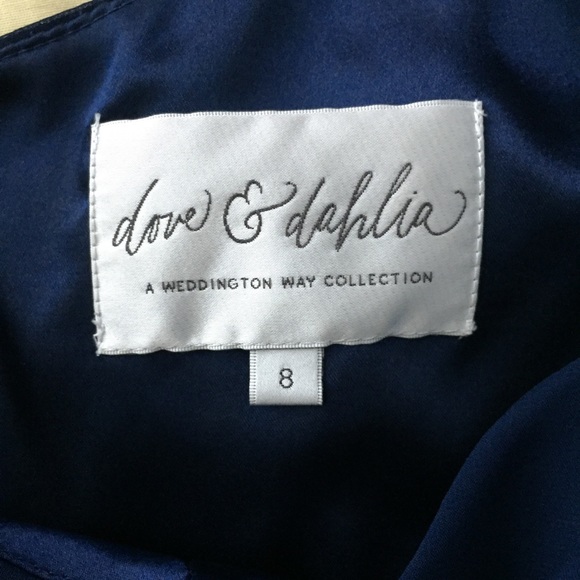 dove & dahlia
A WEDDINGTON WAY COLLECTION
8